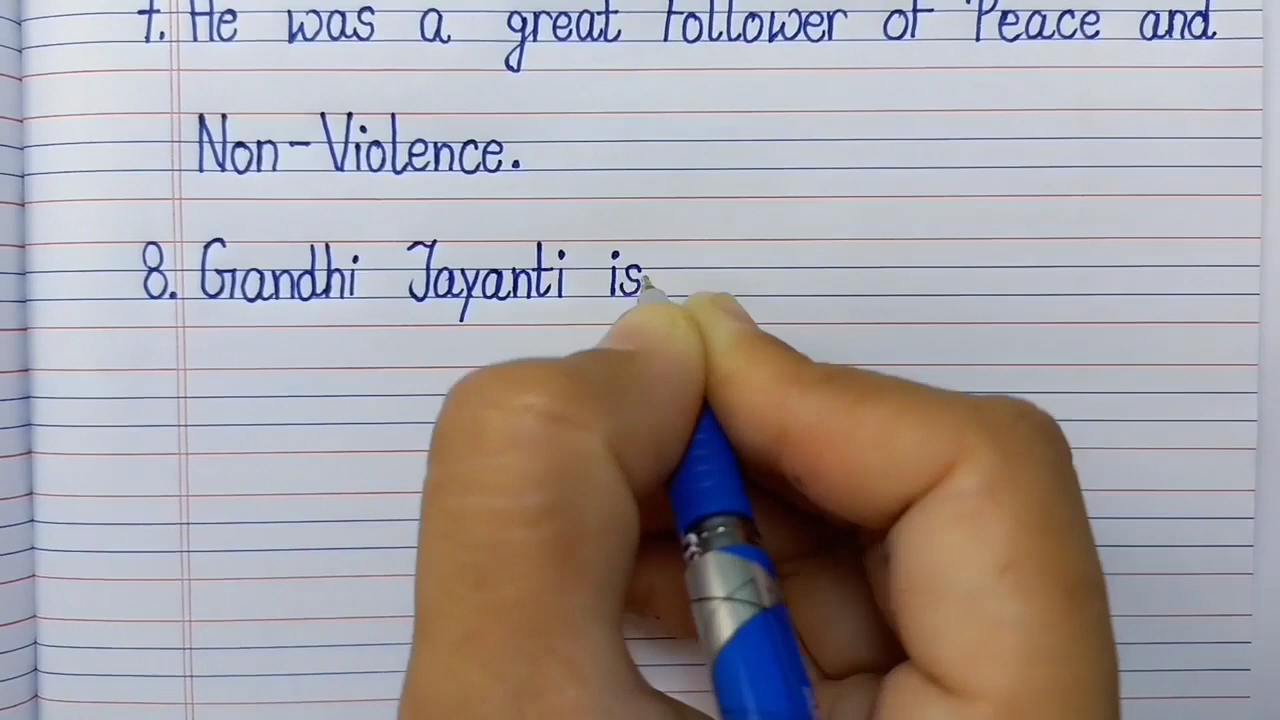 7. He was a great follower of Peace and
Non-Violence.
8. Gandhi Jayanti is